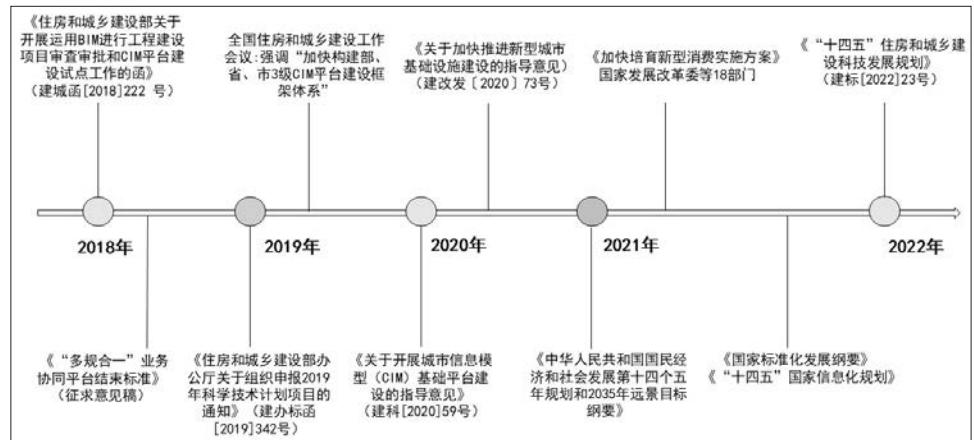 《住房和城乡建设部关于
开展运用BIM进行工程建设
项目审查审批和CIM平台建
设试点工作的函》
（建城函[2018]222 号）
全国住房和城乡建设工作
会议:强调“加快构建部、
省、市3级CIM平台建设框
架体系”
《关于加快推进新型城市
基础设施建设的指导意见）
（建改发〔2020〕73号）
《加快培育新型消费实施方案》
国家发展改革委等18部门
《“十四五”住房和城乡建
设科技发展规划》
（建标[2022]23号）
2018年
2019年
2020年
2021年
2022年
《“多规合一”业务
协同平台结束标准》
（征求意见稿）
《住房和城乡建设部办
公厅关于组织申报2019
年科学技术计划项目的
通知》（建办标函
[2019]342号）
《关于开展城市信息模
型（CIM）基础平台建
设的指导意见》
（建科[2020]59号）
《中华人民共和国国民经
济和社会发展第十四个五
年规划和2035年远景目标
纲要》
《国家标准化发展纲要》
《“十四五”国家信息化规划》